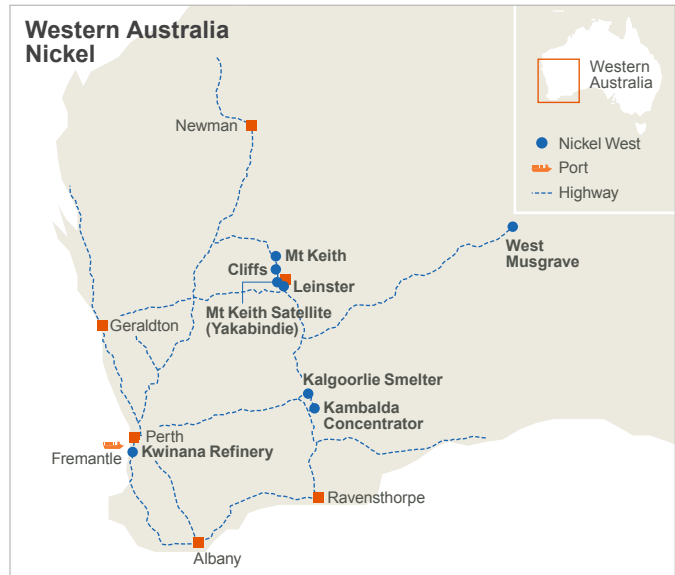 Western Australia
Nickel
Western
Australia
Nickel West
Port
Highway
Newman
Mt Keith
Cliffs
Leinster
Mt Keith Satellite
(Yakabindie)
West
Musgrave
Geraldton
Kalgoorlie Smelter
Kambalda
Concentrator
Perth
Fremantle
Kwinana Refinery
Ravensthorpe
Albany